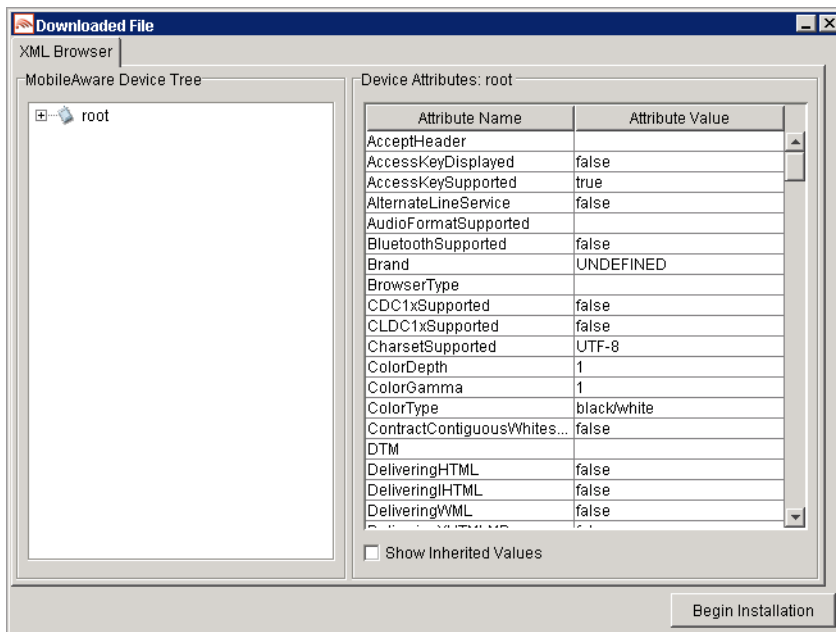 Downloaded File
XML Browser
MobileAware Device Tree
root
Device Attributes: root
Attribute Name Attribute Value
AcceptHeader
AccessKeyDisplayed false
AccessKeySupported true
AlternateLineService false
AudioFormatSupported
BluetoothSupported false
Brand UNDEFINED
BrowserType
CDC1xSupported false
CLDC1xSupported false
CharsetSupported UTF-8
ColorDepth 1
ColorGamma 1
ColorType black/white
ContractContiguousWhites... false
DTM
DeliveringHTML false
DeliveringIHTML false
DeliveringWML false
Show Inherited Values
Begin Installation